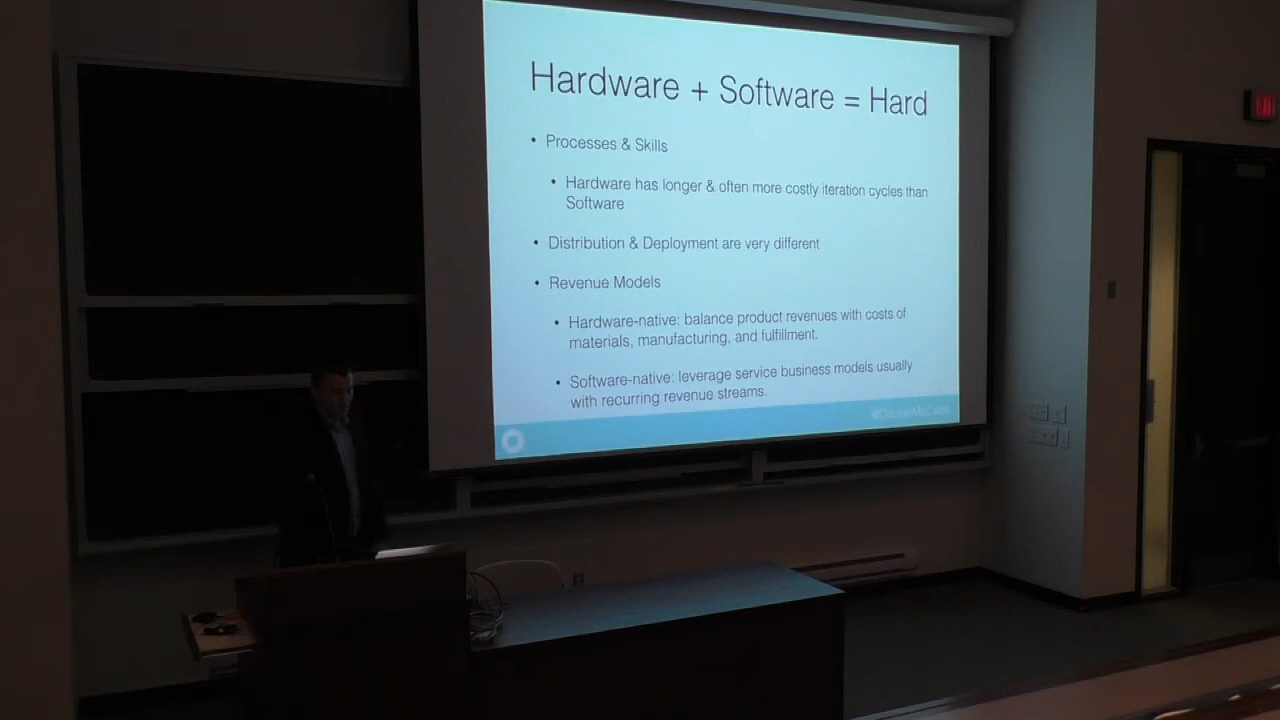 Hardware + Software = Hard
• Processes & Skills
• Hardware has longer & often more costly iteration cycles than
Software
• Distribution & Deployment are very different
• Revenue Models
• Hardware-native: balance product revenues with costs of
materials, manufacturing, and fulfillment.
• Software-native: leverage service business models usually
with recurring revenue streams.